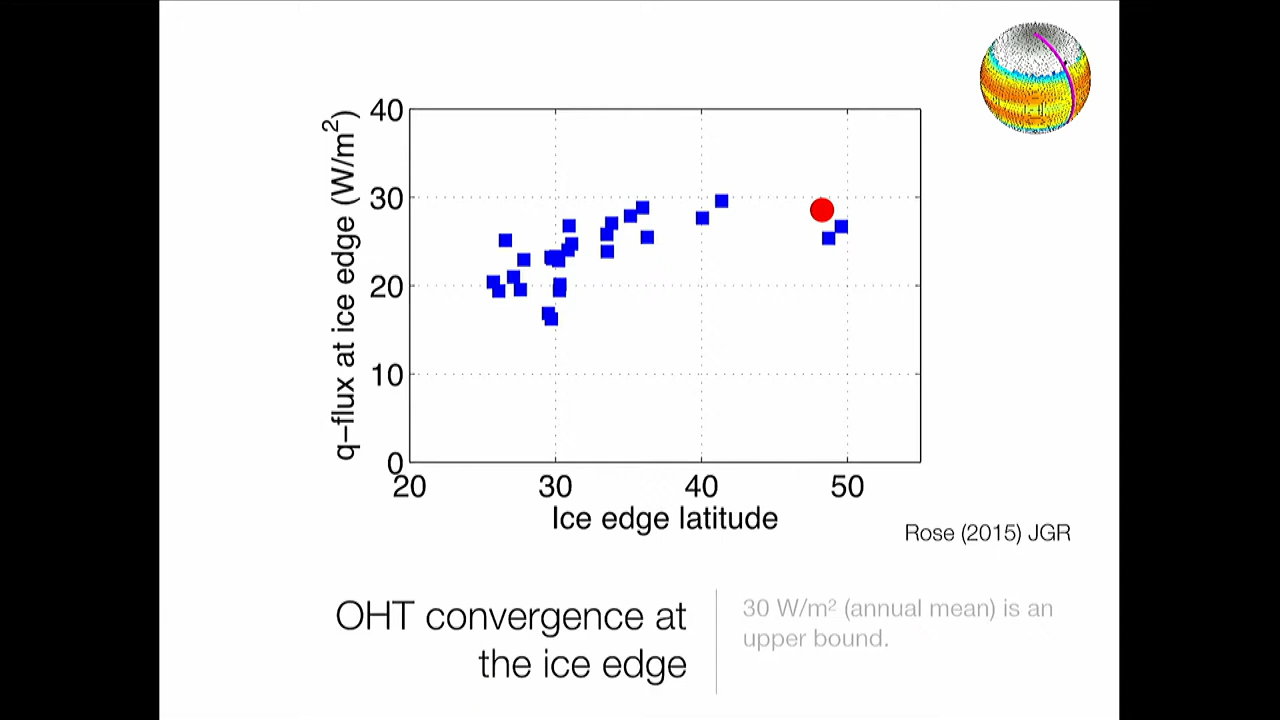 40
30
20
10
0
q-flux at ice edge (W/m²)
20 30 40 50
Ice edge latitude
Rose (2015) JGR
OHT convergence at
the ice edge
30 W/m² (annual mean) is an
upper bound.